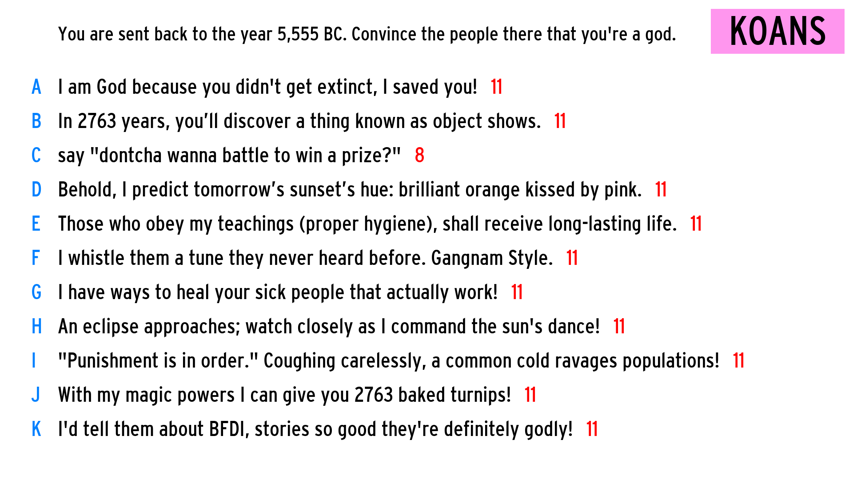 You are sent back to the year 5,555 BC. Convince the people there that you're a god. KOANS
A I am God because you didn't get extinct, I saved you! 11
B In 2763 years, you’ll discover a thing known as object shows. 11
C say "dontcha wanna battle to win a prize?" 8
D Behold, I predict tomorrow’s sunset’s hue: brilliant orange kissed by pink. 11
E Those who obey my teachings (proper hygiene), shall receive long-lasting life. 11
F I whistle them a tune they never heard before. Gangnam Style. 11
G I have ways to heal your sick people that actually work! 11
H An eclipse approaches; watch closely as I command the sun's dance! 11
I "Punishment is in order." Coughing carelessly, a common cold ravages populations! 11
J With my magic powers I can give you 2763 baked turnips! 11
K I'd tell them about BFDI, stories so good they're definitely godly! 11